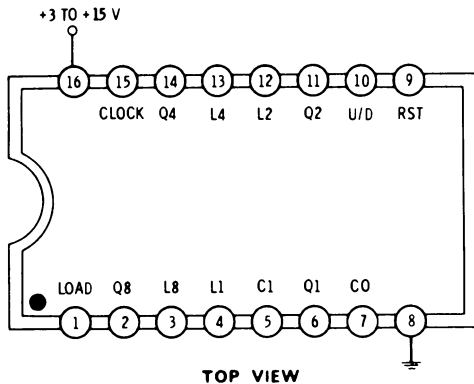 +3 TO +15 V
16 15 14 13 12 11 10 9
CLOCK Q4 L4 L2 Q2 U/D RST
LOAD Q8 L8 L1 C1 Q1 CO
1 2 3 4 5 6 7 8
TOP VIEW